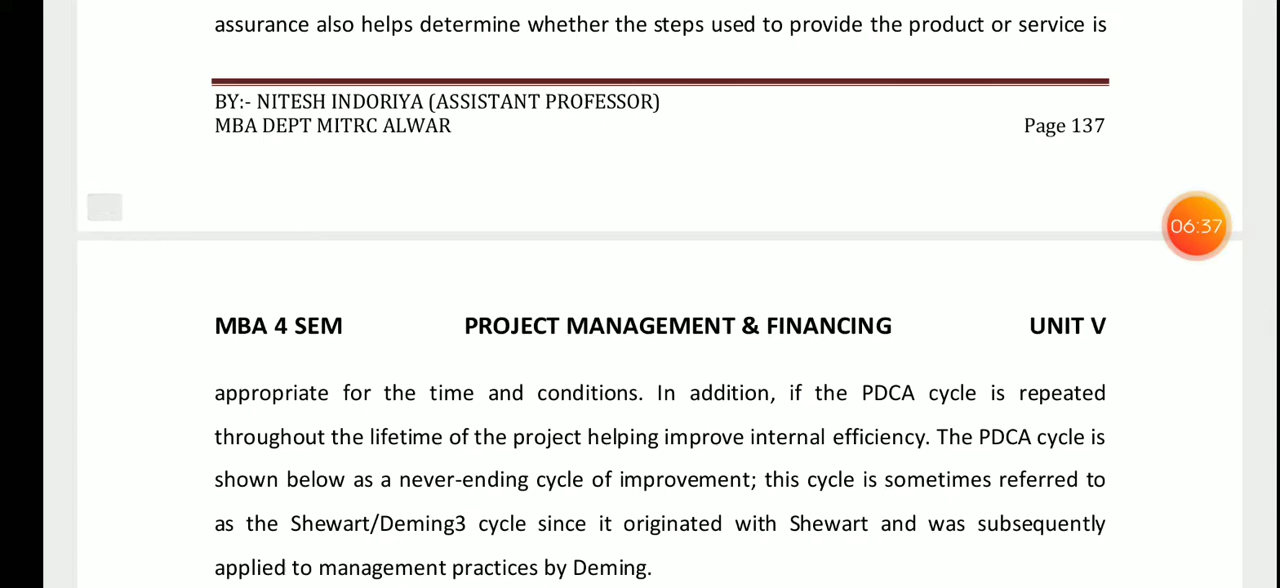 assurance also helps determine whether the steps used to provide the product or service is
BY:- NITESH INDORIYA (ASSISTANT PROFESSOR)
MBA DEPT MITRC ALWAR Page 137
06:37
MBA 4 SEM PROJECT MANAGEMENT & FINANCING UNIT V
appropriate for the time and conditions. In addition, if the PDCA cycle is repeated
throughout the lifetime of the project helping improve internal efficiency. The PDCA cycle is
shown below as a never-ending cycle of improvement; this cycle is sometimes referred to
as the Shewart/Deming3 cycle since it originated with Shewart and was subsequently
applied to management practices by Deming.